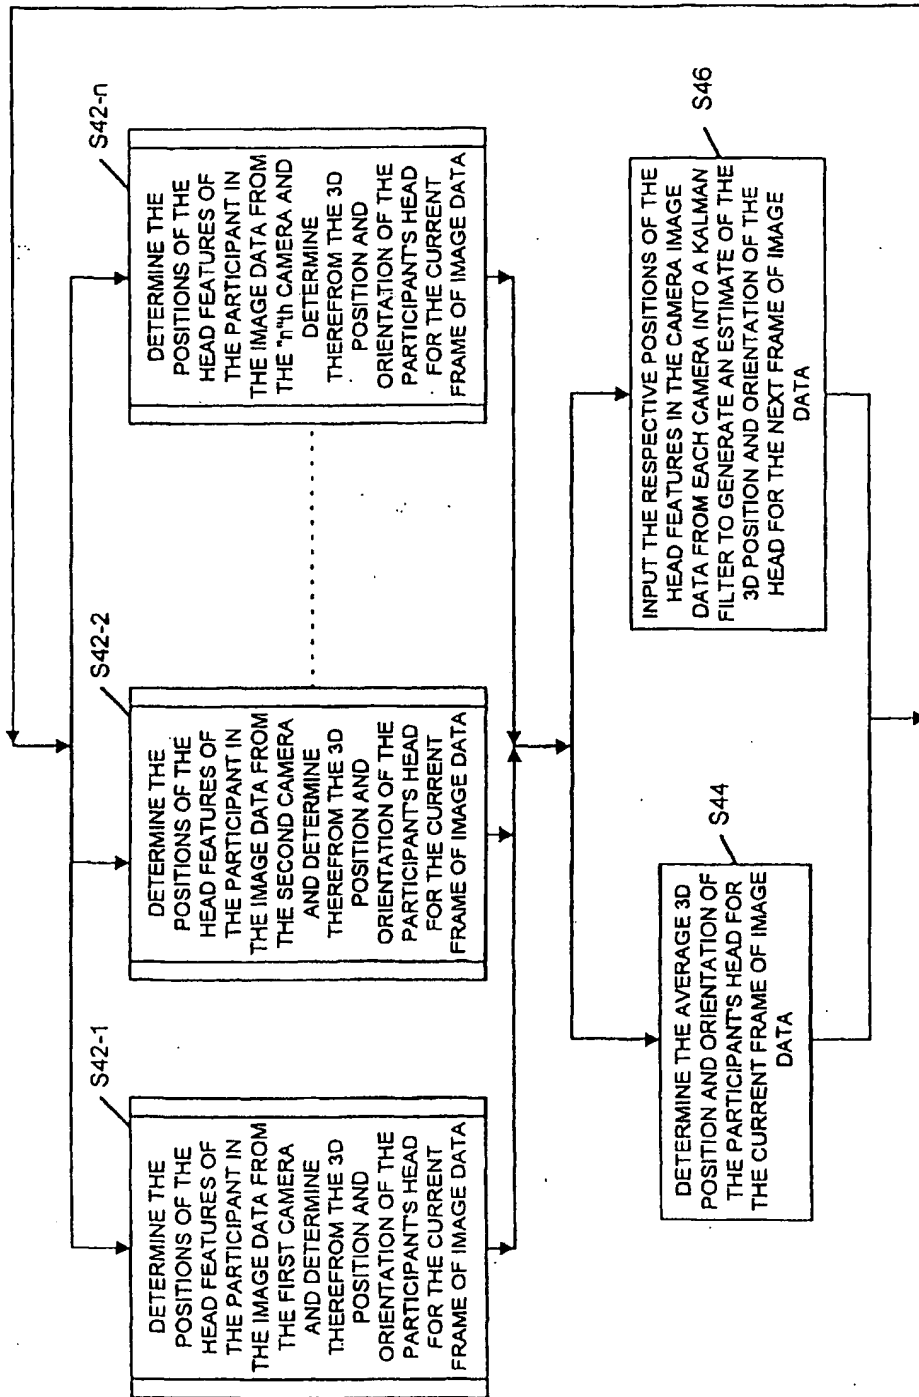 S42-1
DETERMINE THE
POSITIONS OF THE
HEAD FEATURES OF
THE PARTICIPANT IN
THE IMAGE DATA FROM
THE FIRST CAMERA
AND DETERMINE
THEREFROM THE 3D
POSITION AND
ORIENTATION OF THE
PARTICIPANT'S HEAD
FOR THE CURRENT
FRAME OF IMAGE DATA
S42-2
DETERMINE THE
POSITIONS OF THE
HEAD FEATURES OF
THE PARTICIPANT IN
THE IMAGE DATA FROM
THE SECOND CAMERA
AND DETERMINE
THEREFROM THE 3D
POSITION AND
ORIENTATION OF THE
PARTICIPANT'S HEAD
FOR THE CURRENT
FRAME OF IMAGE DATA
S42-n
DETERMINE THE
POSITIONS OF THE
HEAD FEATURES OF
THE PARTICIPANT IN
THE IMAGE DATA FROM
THE "n"th CAMERA AND
DETERMINE
THEREFROM THE 3D
POSITION AND
ORIENTATION OF THE
PARTICIPANT'S HEAD
FOR THE CURRENT
FRAME OF IMAGE DATA
S44
DETERMINE THE AVERAGE 3D
POSITION AND ORIENTATION OF
THE PARTICIPANT'S HEAD FOR
THE CURRENT FRAME OF IMAGE
DATA
S46
INPUT THE RESPECTIVE POSITIONS OF THE
HEAD FEATURES IN THE CAMERA IMAGE
DATA FROM EACH CAMERA INTO A KALMAN
FILTER TO GENERATE AN ESTIMATE OF THE
3D POSITION AND ORIENTATION OF THE
HEAD FOR THE NEXT FRAME OF IMAGE
DATA